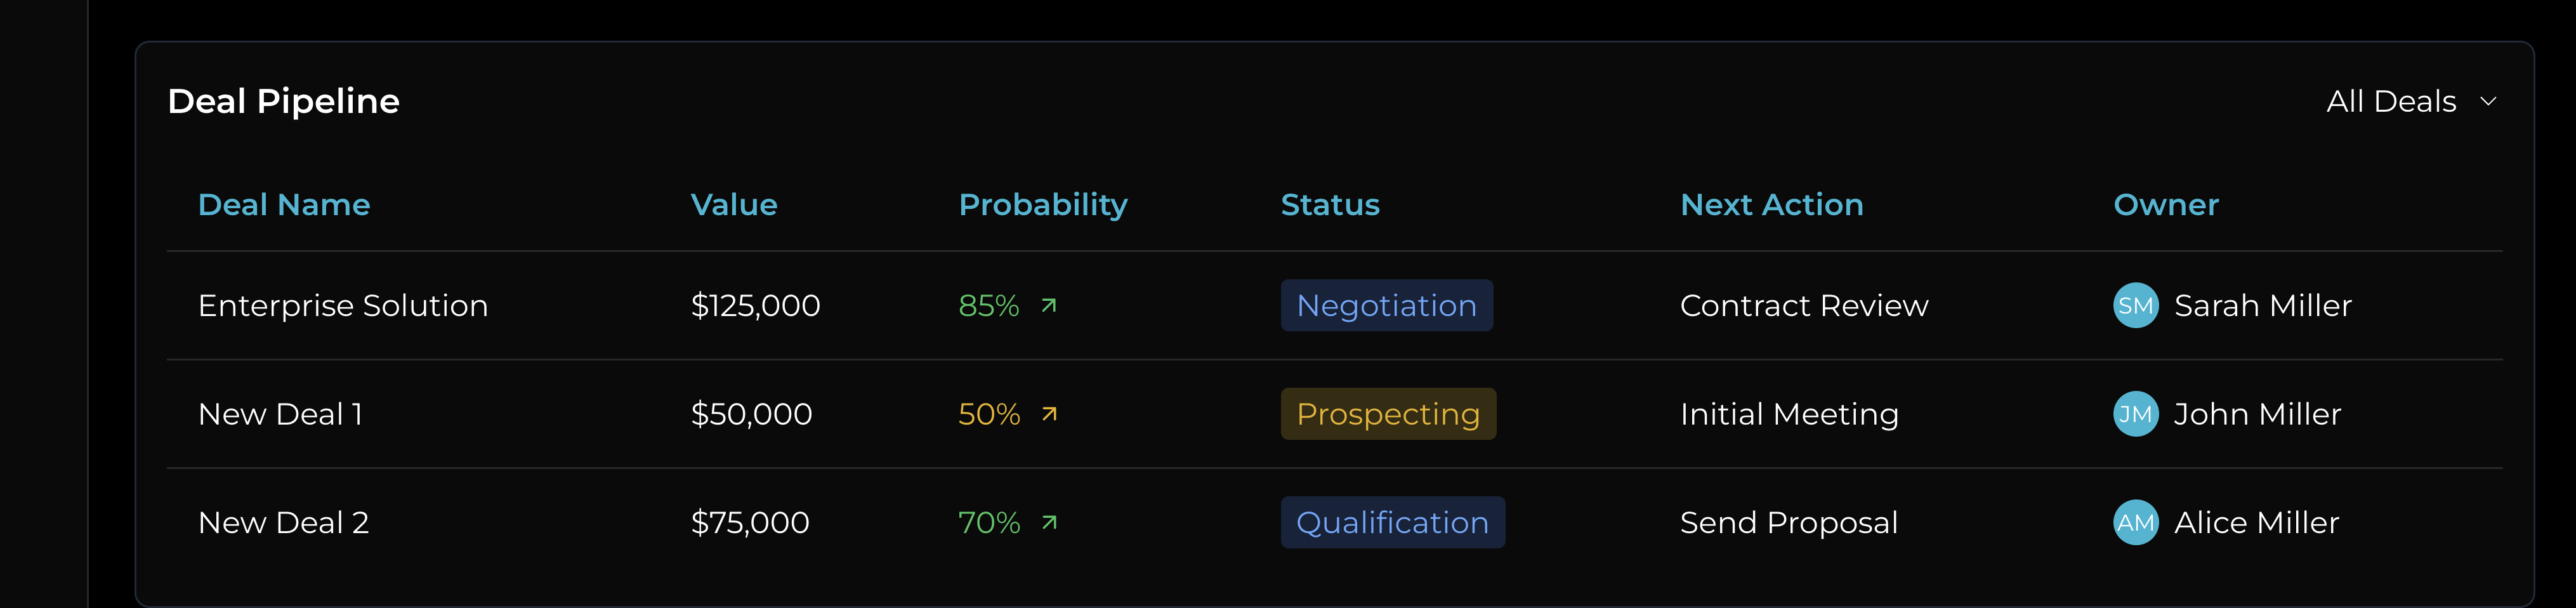 Deal Pipeline All Deals
Deal Name Value Probability Status Next Action Owner
Enterprise Solution $125,000 85% Negotiation Contract Review SM Sarah Miller
New Deal 1 $50,000 50% Prospecting Initial Meeting JM John Miller
New Deal 2 $75,000 70% Qualification Send Proposal AM Alice Miller